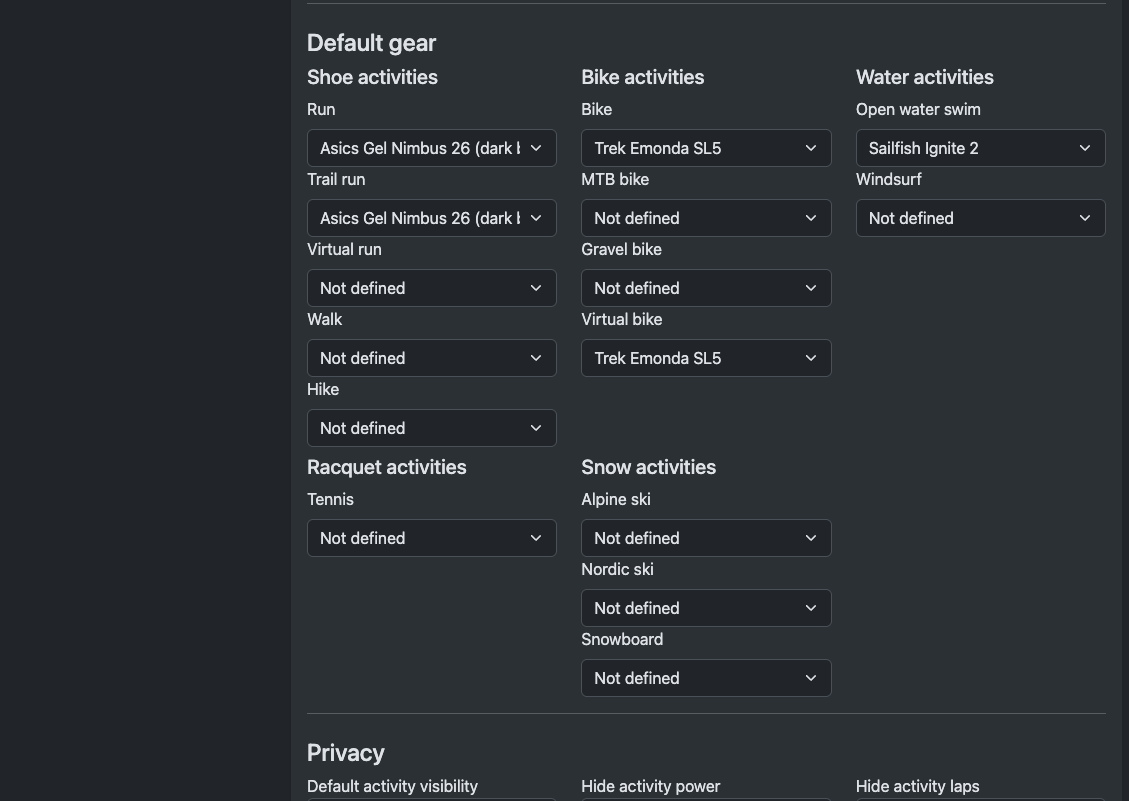 Default gear
Shoe activities
Run
Asics Gel Nimbus 26 (dark
Trail run
Asics Gel Nimbus 26 (dark
Virtual run
Not defined
Walk
Not defined
Hike
Not defined
Bike activities
Bike
Trek Emonda SL5
MTB bike
Not defined
Gravel bike
Not defined
Virtual bike
Trek Emonda SL5
Water activities
Open water swim
Sailfish Ignite 2
Windsurf
Not defined
Racquet activities
Tennis
Not defined
Snow activities
Alpine ski
Not defined
Nordic ski
Not defined
Snowboard
Not defined
Privacy
Default activity visibility
Hide activity power
Hide activity laps